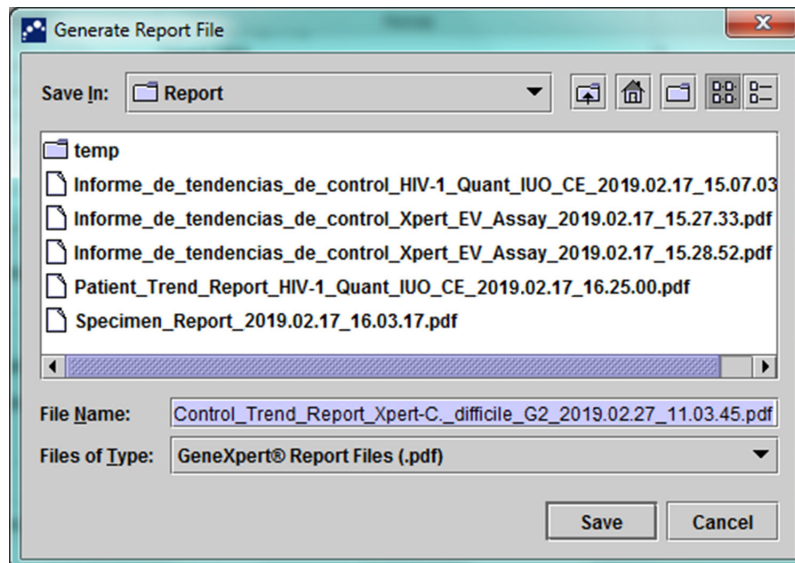 Generate Report File
Save In: Report
temp
Informe_de_tendencias_de_control_HIV-1_Quant_IUO_CE_2019.02.17_15.07.03
Informe_de_tendencias_de_control_Xpert_EV_Assay_2019.02.17_15.27.33.pdf
Informe_de_tendencias_de_control_Xpert_EV_Assay_2019.02.17_15.28.52.pdf
Patient_Trend_Report_HIV-1_Quant_IUO_CE_2019.02.17_16.25.00.pdf
Specimen_Report_2019.02.17_16.03.17.pdf
File Name: Control_Trend_Report_Xpert-C._difficile_G2_2019.02.27_11.03.45.pdf
Files of Type: GeneXpert® Report Files (.pdf)
Save Cancel